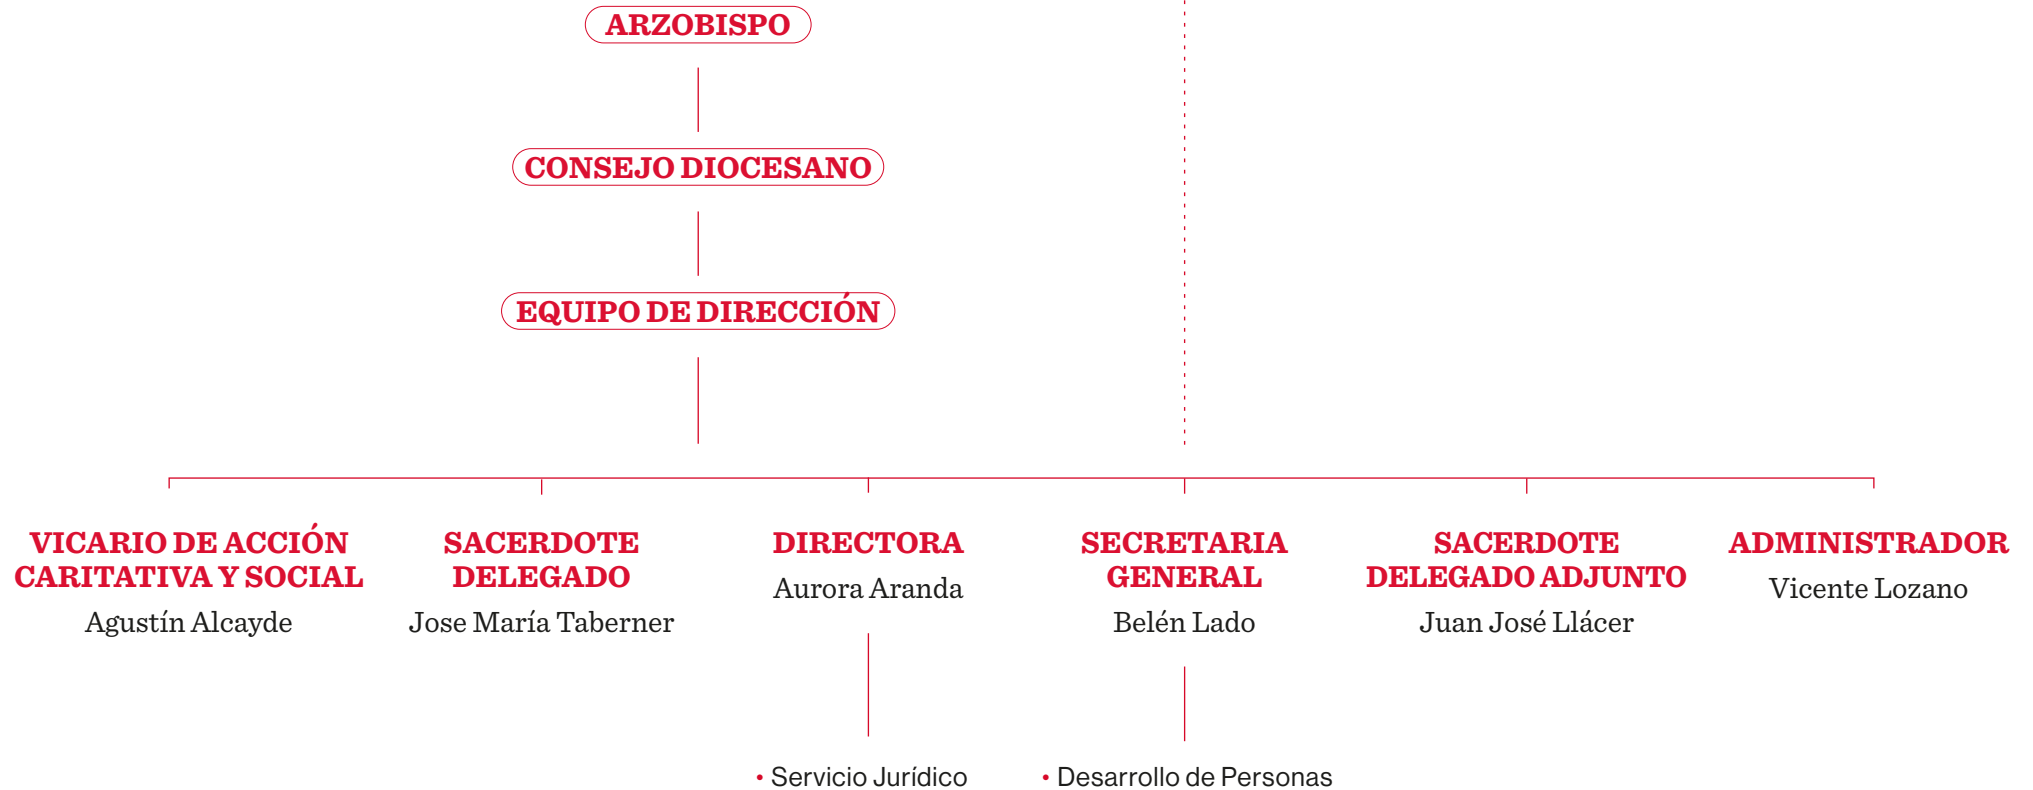 ARZOBISPO
CONSEJO DIOCESANO
EQUIPO DE DIRECCIÓN
VICARIO DE ACCIÓN
CARITATIVA Y SOCIAL
Agustín Alcayde
SACERDOTE
DELEGADO
Jose María Taberner
DIRECTORA
Aurora Aranda
SECRETARIA
GENERAL
Belén Lado
SACERDOTE
DELEGADO ADJUNTO
Juan José Llácer
ADMINISTRADOR
Vicente Lozano
• Servicio Jurídico
• Desarrollo de Personas